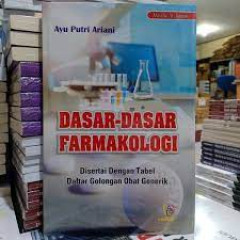 Ayu Putri Ariani
DASAR-DASAR
FARMAKOLOGI
Disertai Dengan Tabel
Daftar Golongan Obat Generik